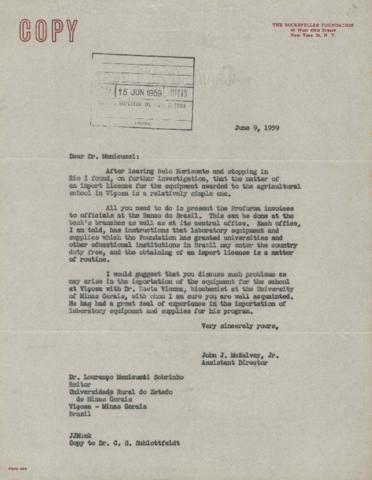 COPY
THE ROCKEFELLER FOUNDATION
49 West 49th Street
New York 20, N. Y.
15 JUN 1959
June 9, 1959
Dear Dr. Menicucci:
After leaving Belo Horizonte and stopping in
Rio I found, on further investigation, that the matter of
an import license for the equipment awarded to the agricultural
school in Viçosa is a relatively simple one.
All you need to do is present the Proforma invoices
to officials at the Banco do Brasil. This can be done at the
bank's branches as well as at its central office. Each office,
I am told, has instructions that laboratory equipment and
supplies which the Foundation has granted universities and
other educational institutions in Brazil may enter the country
duty free, and the obtaining of an import license is a matter
of routine.
I would suggest that you discuss such problems as
may arise in the importation of the equipment for the school
at Viçosa with Dr. Baeta Vianna, biochemist at the University
of Minas Gerais, with whom I am sure you are well acquainted.
He has had a great deal of experience in the importation of
laboratory equipment and supplies for his program.
Very sincerely yours,
John J. McKelvey, Jr.
Assistant Director
Dr. Lourenço Menicucci Sobrinho
Reitor
Universidade Rural do Estado
de Minas Gerais
Viçosa - Minas Gerais
Brasil
JJM:mk
Copy to Dr. C. S. Schlottfeldt